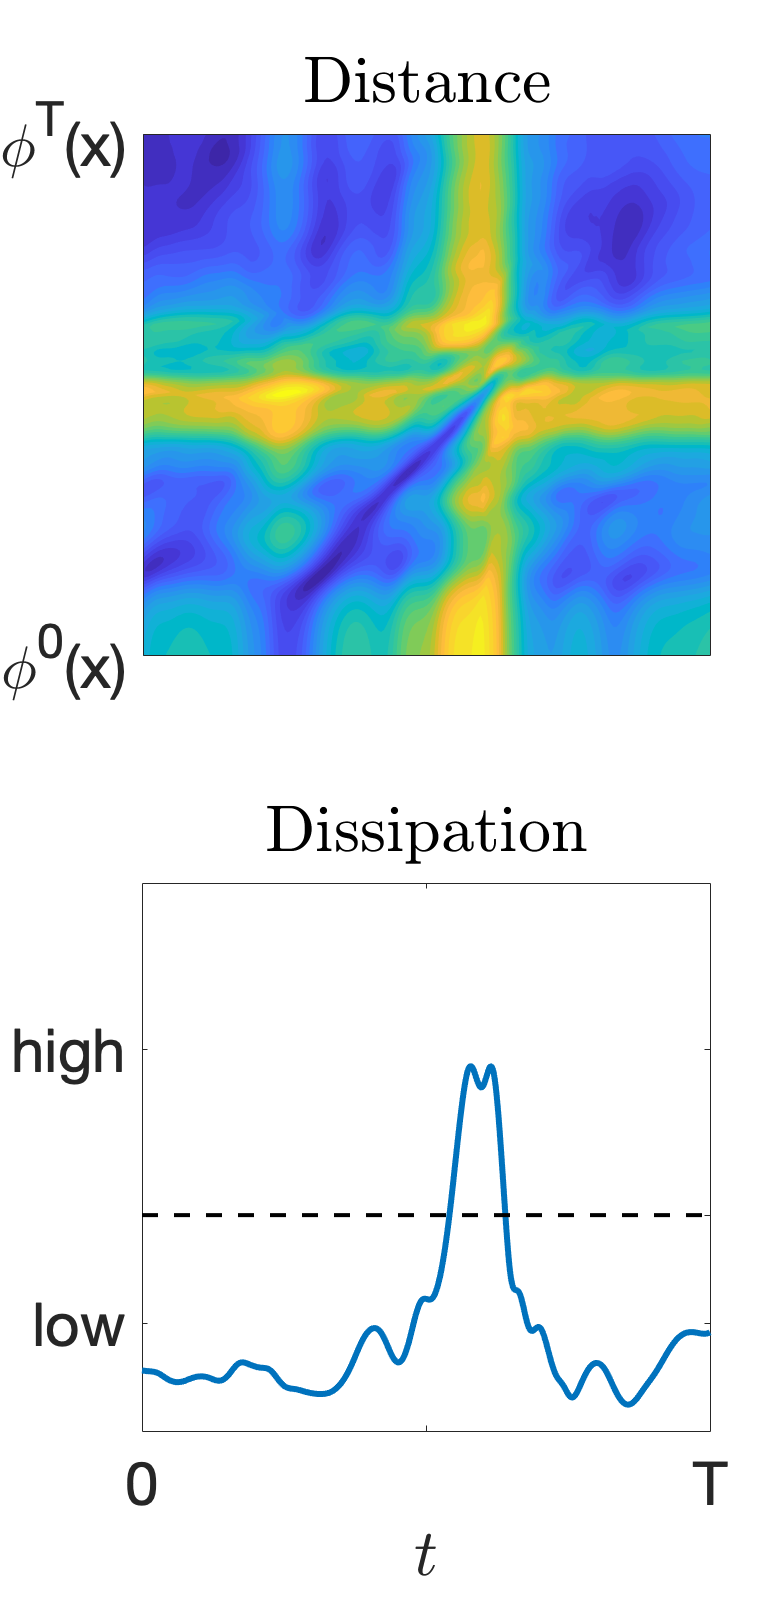 Distance
ϕ^T(x)
ϕ^0(x)
Dissipation
high
low
0 T
t